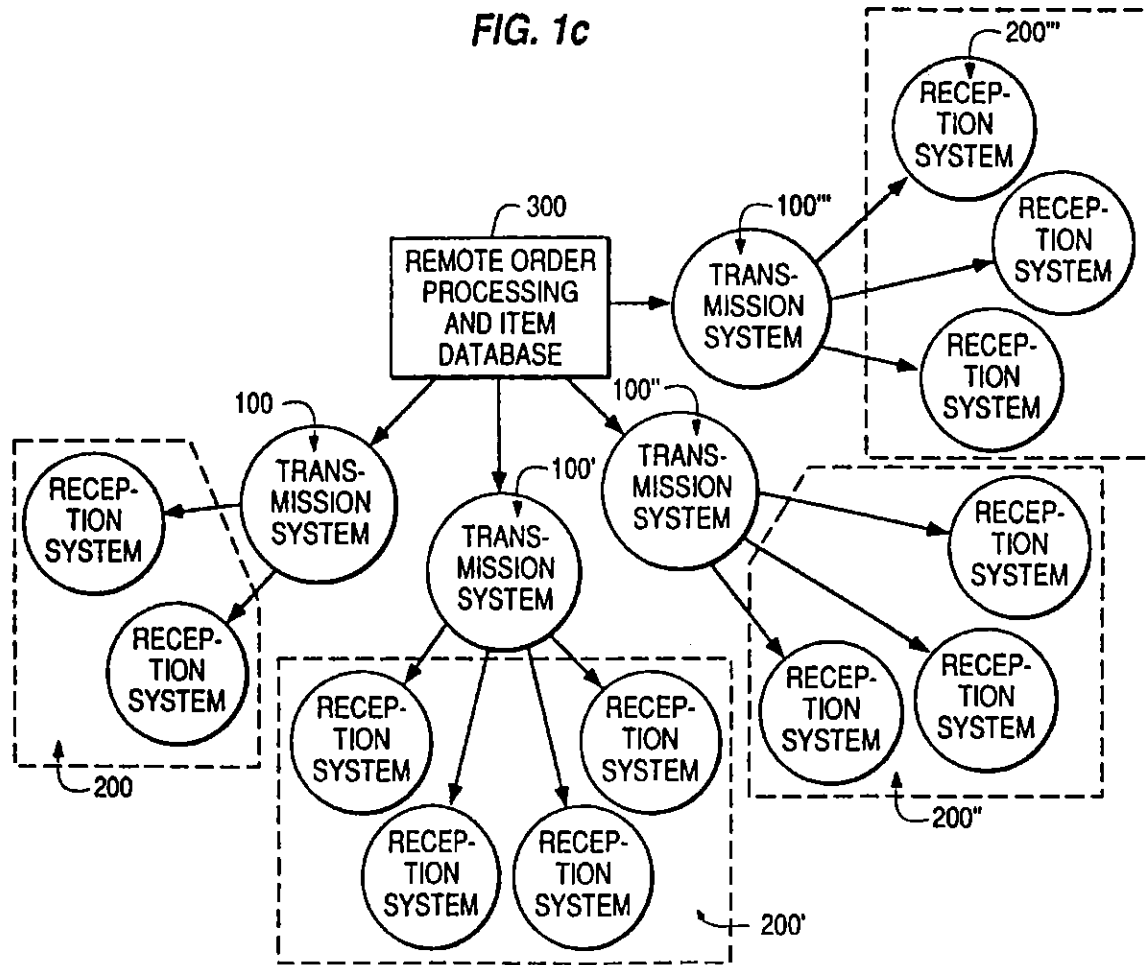 FIG. 1c
200'''
RECEP-
TION
SYSTEM
RECEP-
TION
SYSTEM
RECEP-
TION
SYSTEM
100'''
TRANS-
MISSION
SYSTEM
300
REMOTE ORDER
PROCESSING
AND ITEM
DATABASE
100
TRANS-
MISSION
SYSTEM
100'
TRANS-
MISSION
SYSTEM
100''
TRANS-
MISSION
SYSTEM
RECEP-
TION
SYSTEM
RECEP-
TION
SYSTEM
200
RECEP-
TION
SYSTEM
RECEP-
TION
SYSTEM
RECEP-
TION
SYSTEM
RECEP-
TION
SYSTEM
200'
RECEP-
TION
SYSTEM
RECEP-
TION
SYSTEM
RECEP-
TION
SYSTEM
200''